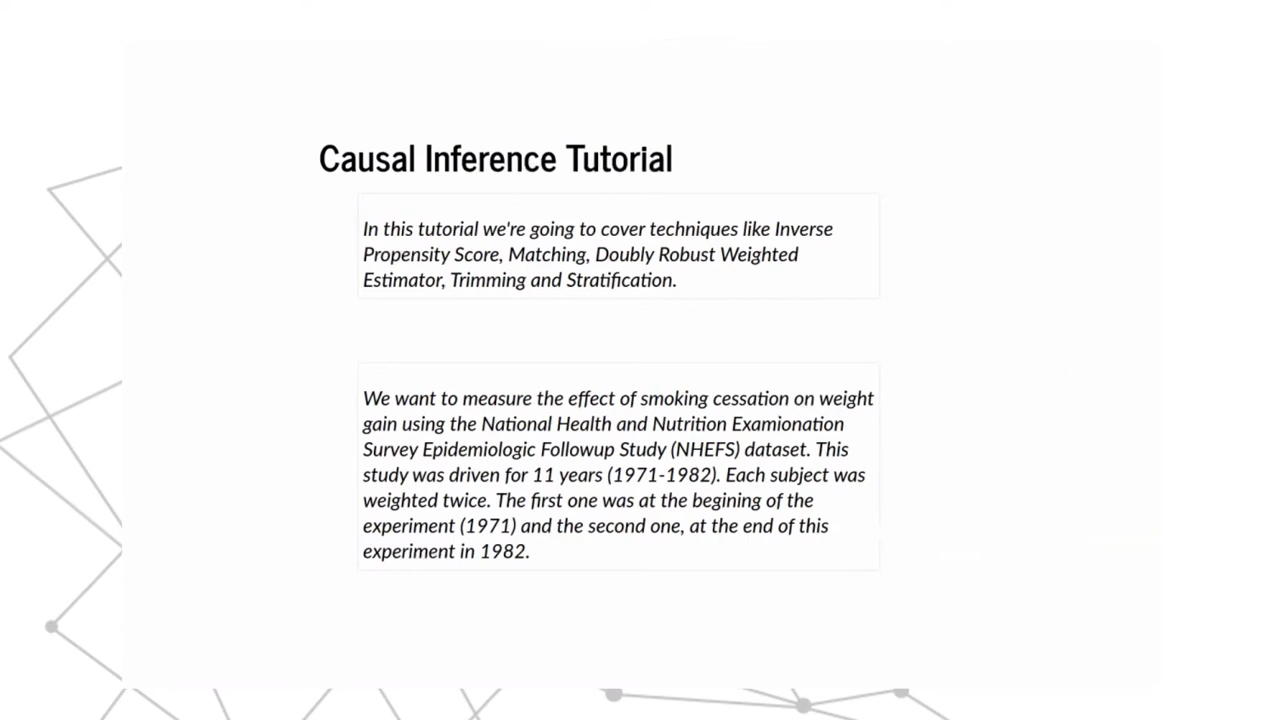 Causal Inference Tutorial
In this tutorial we're going to cover techniques like Inverse
Propensity Score, Matching, Doubly Robust Weighted
Estimator, Trimming and Stratification.
We want to measure the effect of smoking cessation on weight
gain using the National Health and Nutrition Examionation
Survey Epidemiologic Followup Study (NHEFS) dataset. This
study was driven for 11 years (1971-1982). Each subject was
weighted twice. The first one was at the begining of the
experiment (1971) and the second one, at the end of this
experiment in 1982.